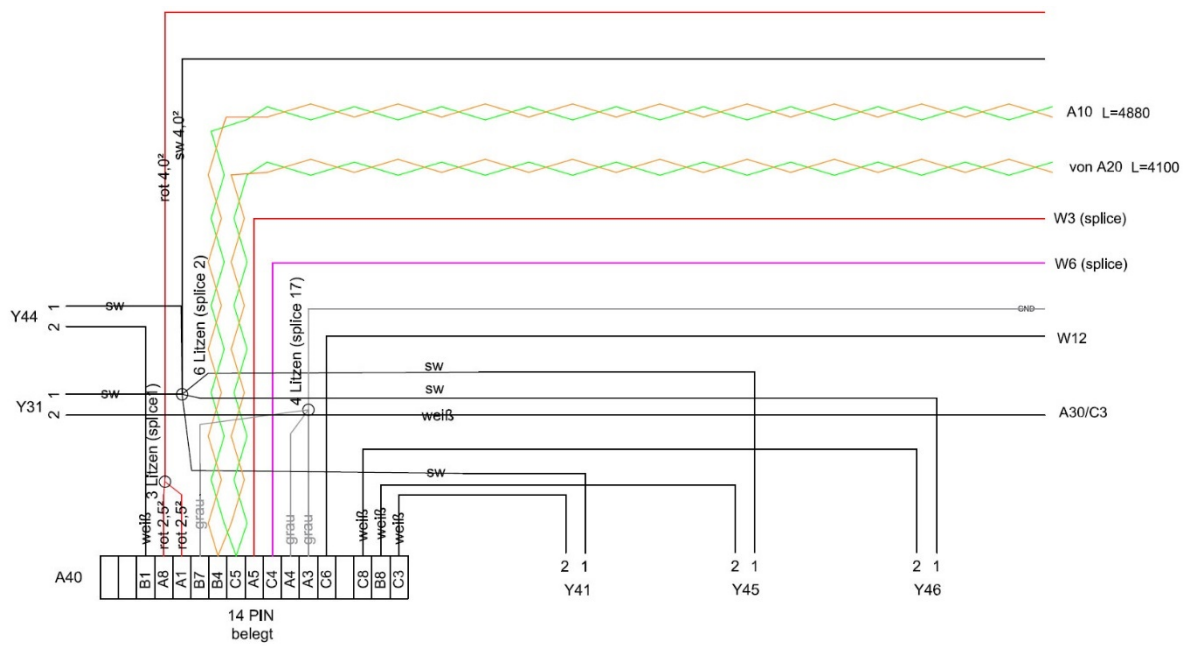 A10 L=4880
von A20 L=4100
rot 4,0²
sw 4,0²
W3 (splice)
W6 (splice)
6 Litzen (splice 2)
4 Litzen (splice 17)
Y44
1
2
sw
GND
W12
sw
sw
Y31
1
2
sw
weiß
A30/C3
3 Litzen (splice1)
sw
weiß
rot 2,5²
rot 2,5²
grau
grau
grau
weiß
weiß
weiß
A40
B1
A8
A1
B7
B4
C5
A5
C4
A4
A3
C6
C8
B8
C3
14 PIN
belegt
2 1
Y41
2 1
Y45
2 1
Y46